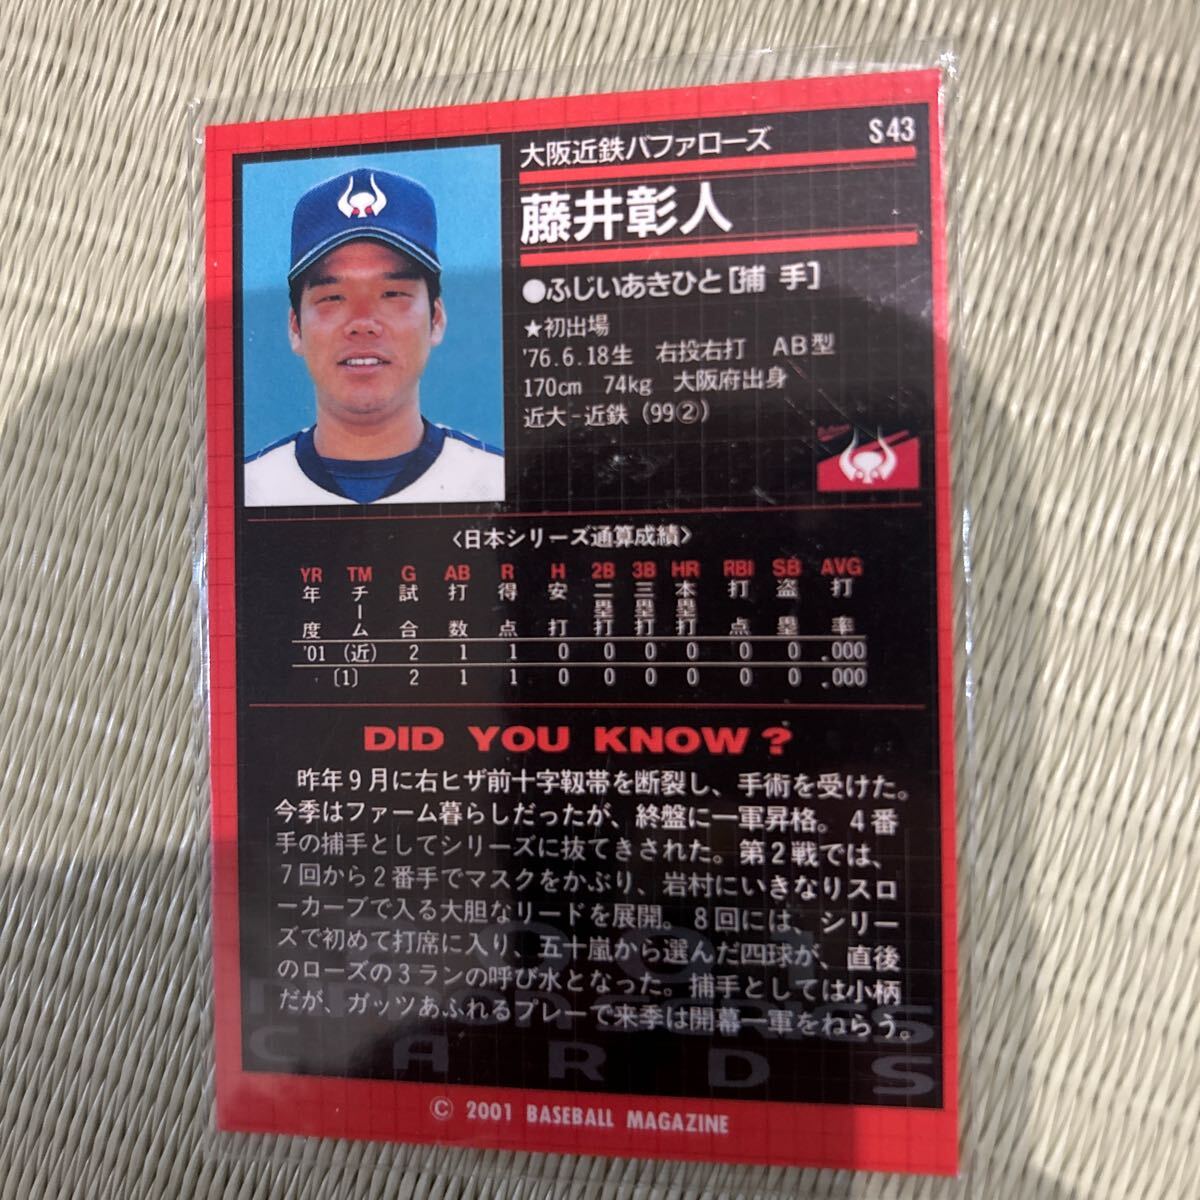 S43
大阪近鉄バファローズ
藤井彰人
●ふじいあきひと[捕 手]
★初出場
'76.6.18生 右投右打 AB型
170cm 74kg 大阪府出身
近大－近鉄 (99②)
〈日本シリーズ通算成績〉
YR TM G AB R H 2B 3B HR RBI SB AVG
年度 チーム 試合 打数 得点 安打 二塁打 三塁打 本塁打 打点 盗塁 打率
'01 (近) 2 1 1 0 0 0 0 0 0 .000
〔1〕 2 1 1 0 0 0 0 0 0 .000
DID YOU KNOW?
昨年9月に右ヒザ前十字靱帯を断裂し、手術を受けた。
今季はファーム暮らしだったが、終盤に一軍昇格。4番
手の捕手としてシリーズに抜てきされた。第2戦では、
7回から2番手でマスクをかぶり、岩村にいきなりスロ
ーカーブで入る大胆なリードを展開。8回には、シリー
ズで初めて打席に入り、五十嵐から選んだ四球が、直後
のローズの3ランの呼び水となった。捕手としては小柄
だが、ガッツあふれるプレーで来季は開幕一軍をねらう。
2001
NIPPON SERIES
CARDS
© 2001 BASEBALL MAGAZINE